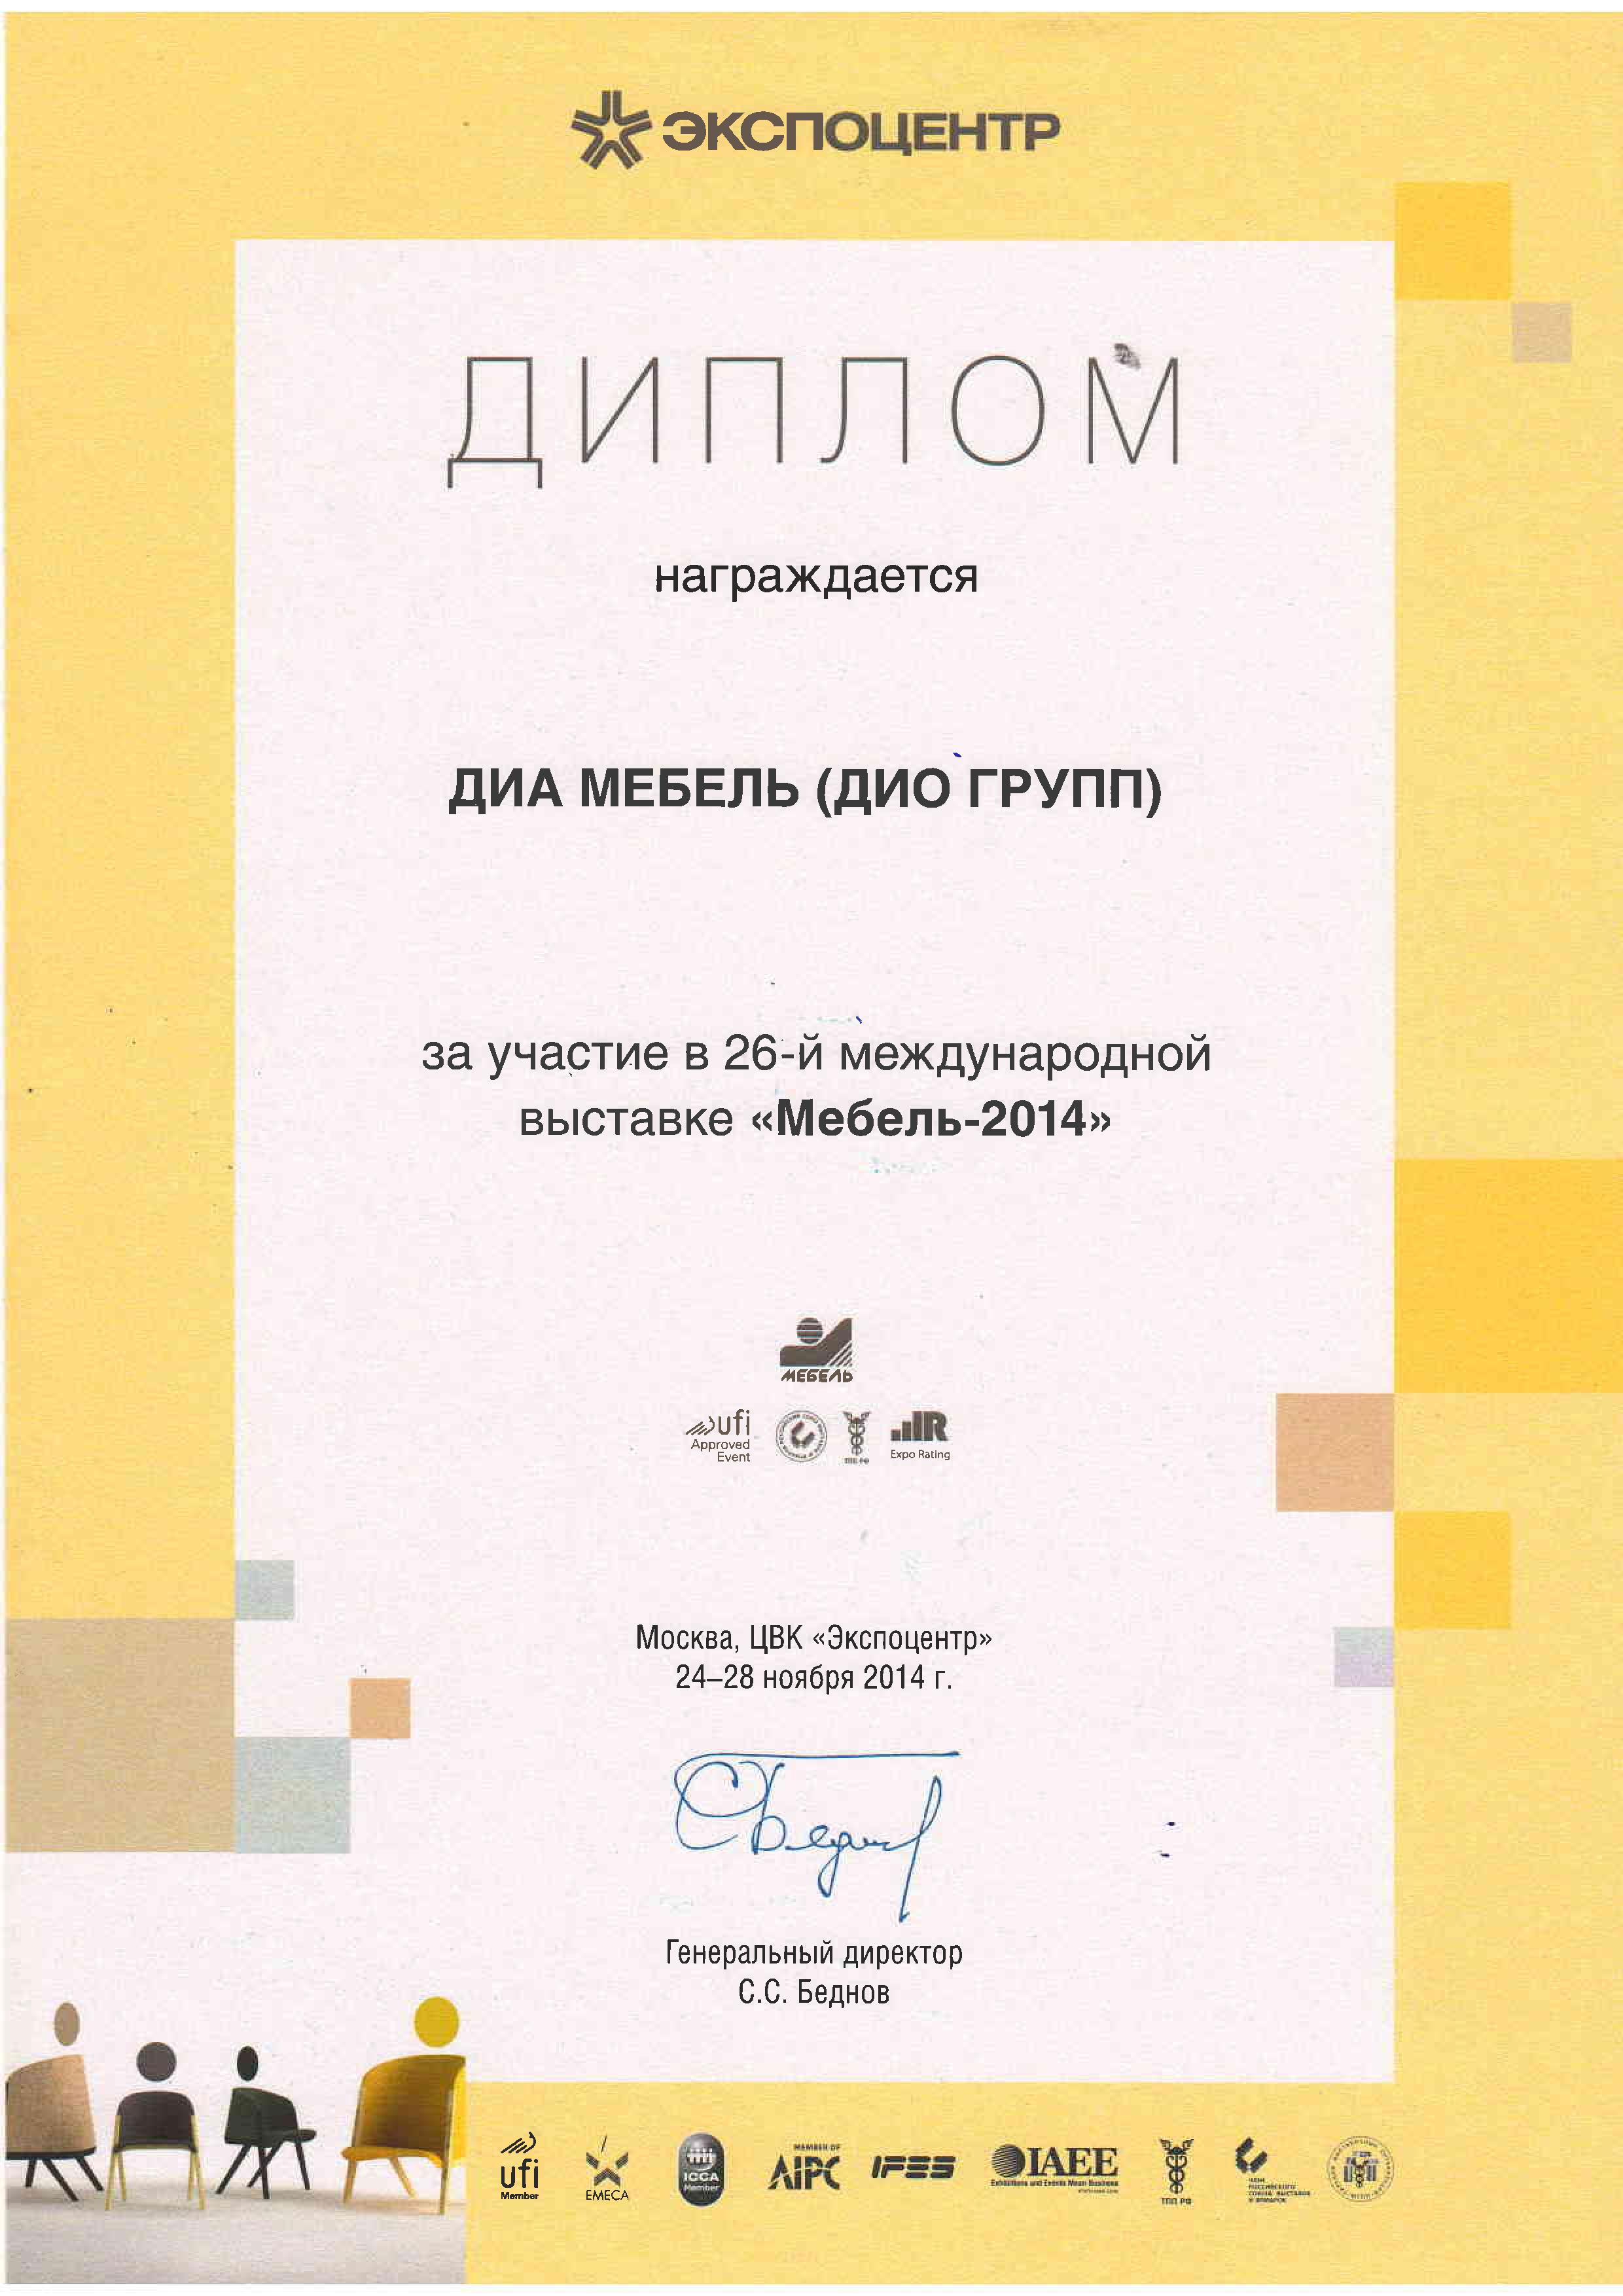 ЭКСПОЦЕНТР
ДИПЛОМ
награждается
ДИА МЕБЕЛЬ (ДИО ГРУПП)
за участие в 26-й международной
выставке «Мебель-2014»
МЕБЕЛЬ
ufi
Approved
Event
ТПП РФ
R
Expo Rating
Москва, ЦВК «Экспоцентр»
24–28 ноября 2014 г.
СБеднов
Генеральный директор
С.С. Беднов
ufi
Member
EMECA
ICCA
Member
MEMBER OF
AIPC
IFES
IAEE
Exhibitions and Events Mean Business
ТПП РФ
ЧЛЕН
РОССИЙСКОГО
СОЮЗА ВЫСТАВОК
И ЯРМАРОК